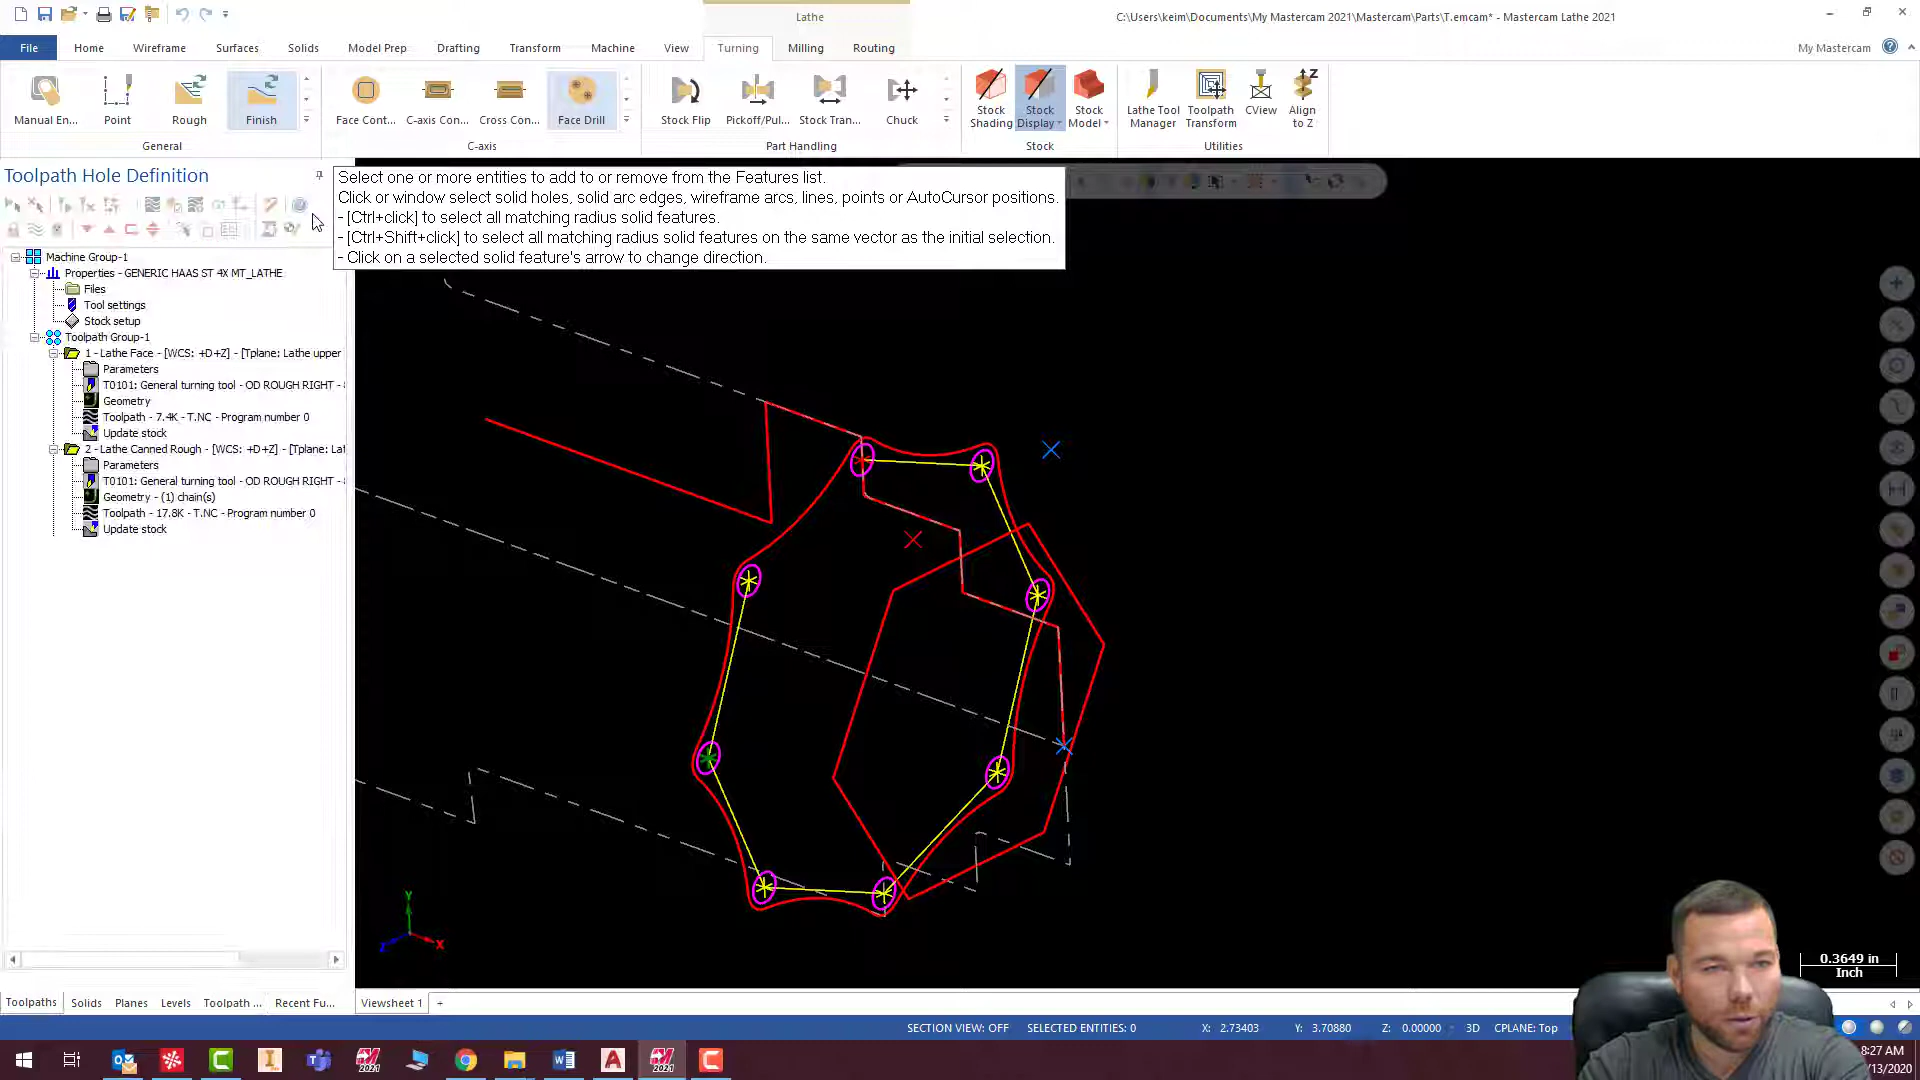 Lathe
C:\Users\keim\Documents\My Mastercam 2021\Mastercam\Parts\T.emcam* - Mastercam Lathe 2021
File Home Wireframe Surfaces Solids Model Prep Drafting Transform Machine View Turning Milling Routing My Mastercam
Manual En... Point Rough Finish Face Cont... C-axis Con... Cross Con... Face Drill Stock Flip Pickoff/Pul... Stock Tran... Chuck
Stock Shading Stock Display Stock Model Lathe Tool Manager Toolpath Transform CView Align to Z
General C-axis Part Handling Stock Utilities
Toolpath Hole Definition
Select one or more entities to add to or remove from the Features list.
Click or window select solid holes, solid arc edges, wireframe arcs, lines, points or AutoCursor positions.
- [Ctrl+click] to select all matching radius solid features.
- [Ctrl+Shift+click] to select all matching radius solid features on the same vector as the initial selection.
- Click on a selected solid feature's arrow to change direction.
Machine Group-1
Properties - GENERIC HAAS ST 4X MT_LATHE
Files
Tool settings
Stock setup
Toolpath Group-1
1 - Lathe Face - [WCS: +D+Z] - [Tplane: Lathe upper
Parameters
T0101: General turning tool - OD ROUGH RIGHT -
Geometry
Toolpath - 7.4K - T.NC - Program number 0
Update stock
2 - Lathe Canned Rough - [WCS: +D+Z] - [Tplane: Lat
Parameters
T0101: General turning tool - OD ROUGH RIGHT -
Geometry - (1) chain(s)
Toolpath - 17.8K - T.NC - Program number 0
Update stock
Y
Z
X
0.3649 in
Inch
Toolpaths Solids Planes Levels Toolpath ... Recent Fu... Viewsheet 1 +
SECTION VIEW: OFF SELECTED ENTITIES: 0 X: 2.73403 Y: 3.70880 Z: 0.00000 3D CPLANE: Top
8:27 AM
/13/2020